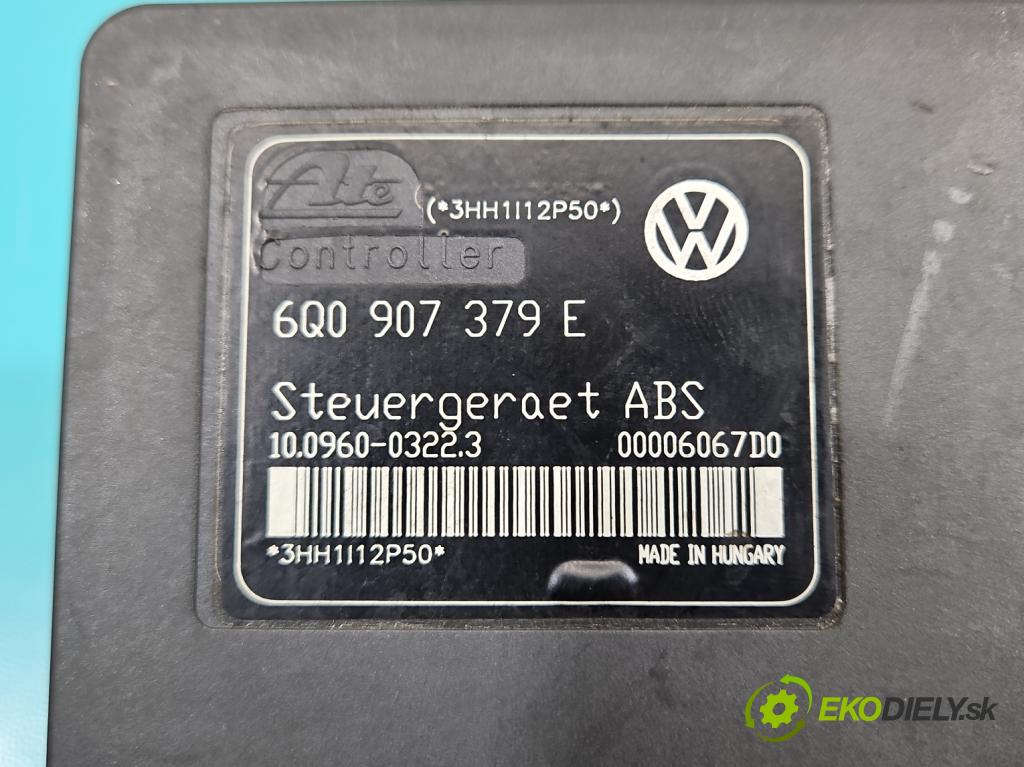 Ate
(*3HH1I12P50*)
VW
Controller
6Q0 907 379 E
Steuergeraet ABS
10.0960-0322.3 00006067D0
*3HH1I12P50* MADE IN HUNGARY
EKODIELY.sk